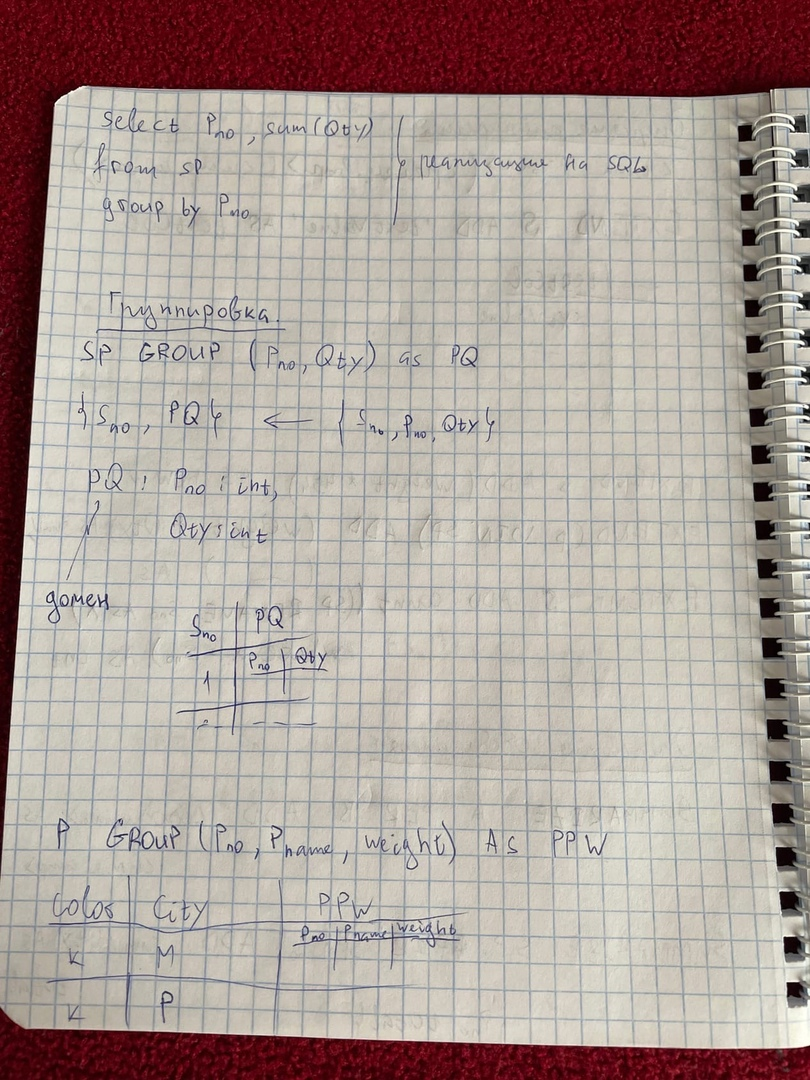 select Pno, sum(Qty)
from SP
group by Pno
реализация на SQL
Группировка.
SP GROUP (Pno, Qty) as PQ
{Sno, PQ} ← {Sno, Pno, Qty}
PQ: Pno: int,
Qty: int
домен
Sno PQ
Pno Qty
1
P GROUP (Pno, Pname, weight) As PPW
Color City PPW
Pno Pname weight
К М
К Р